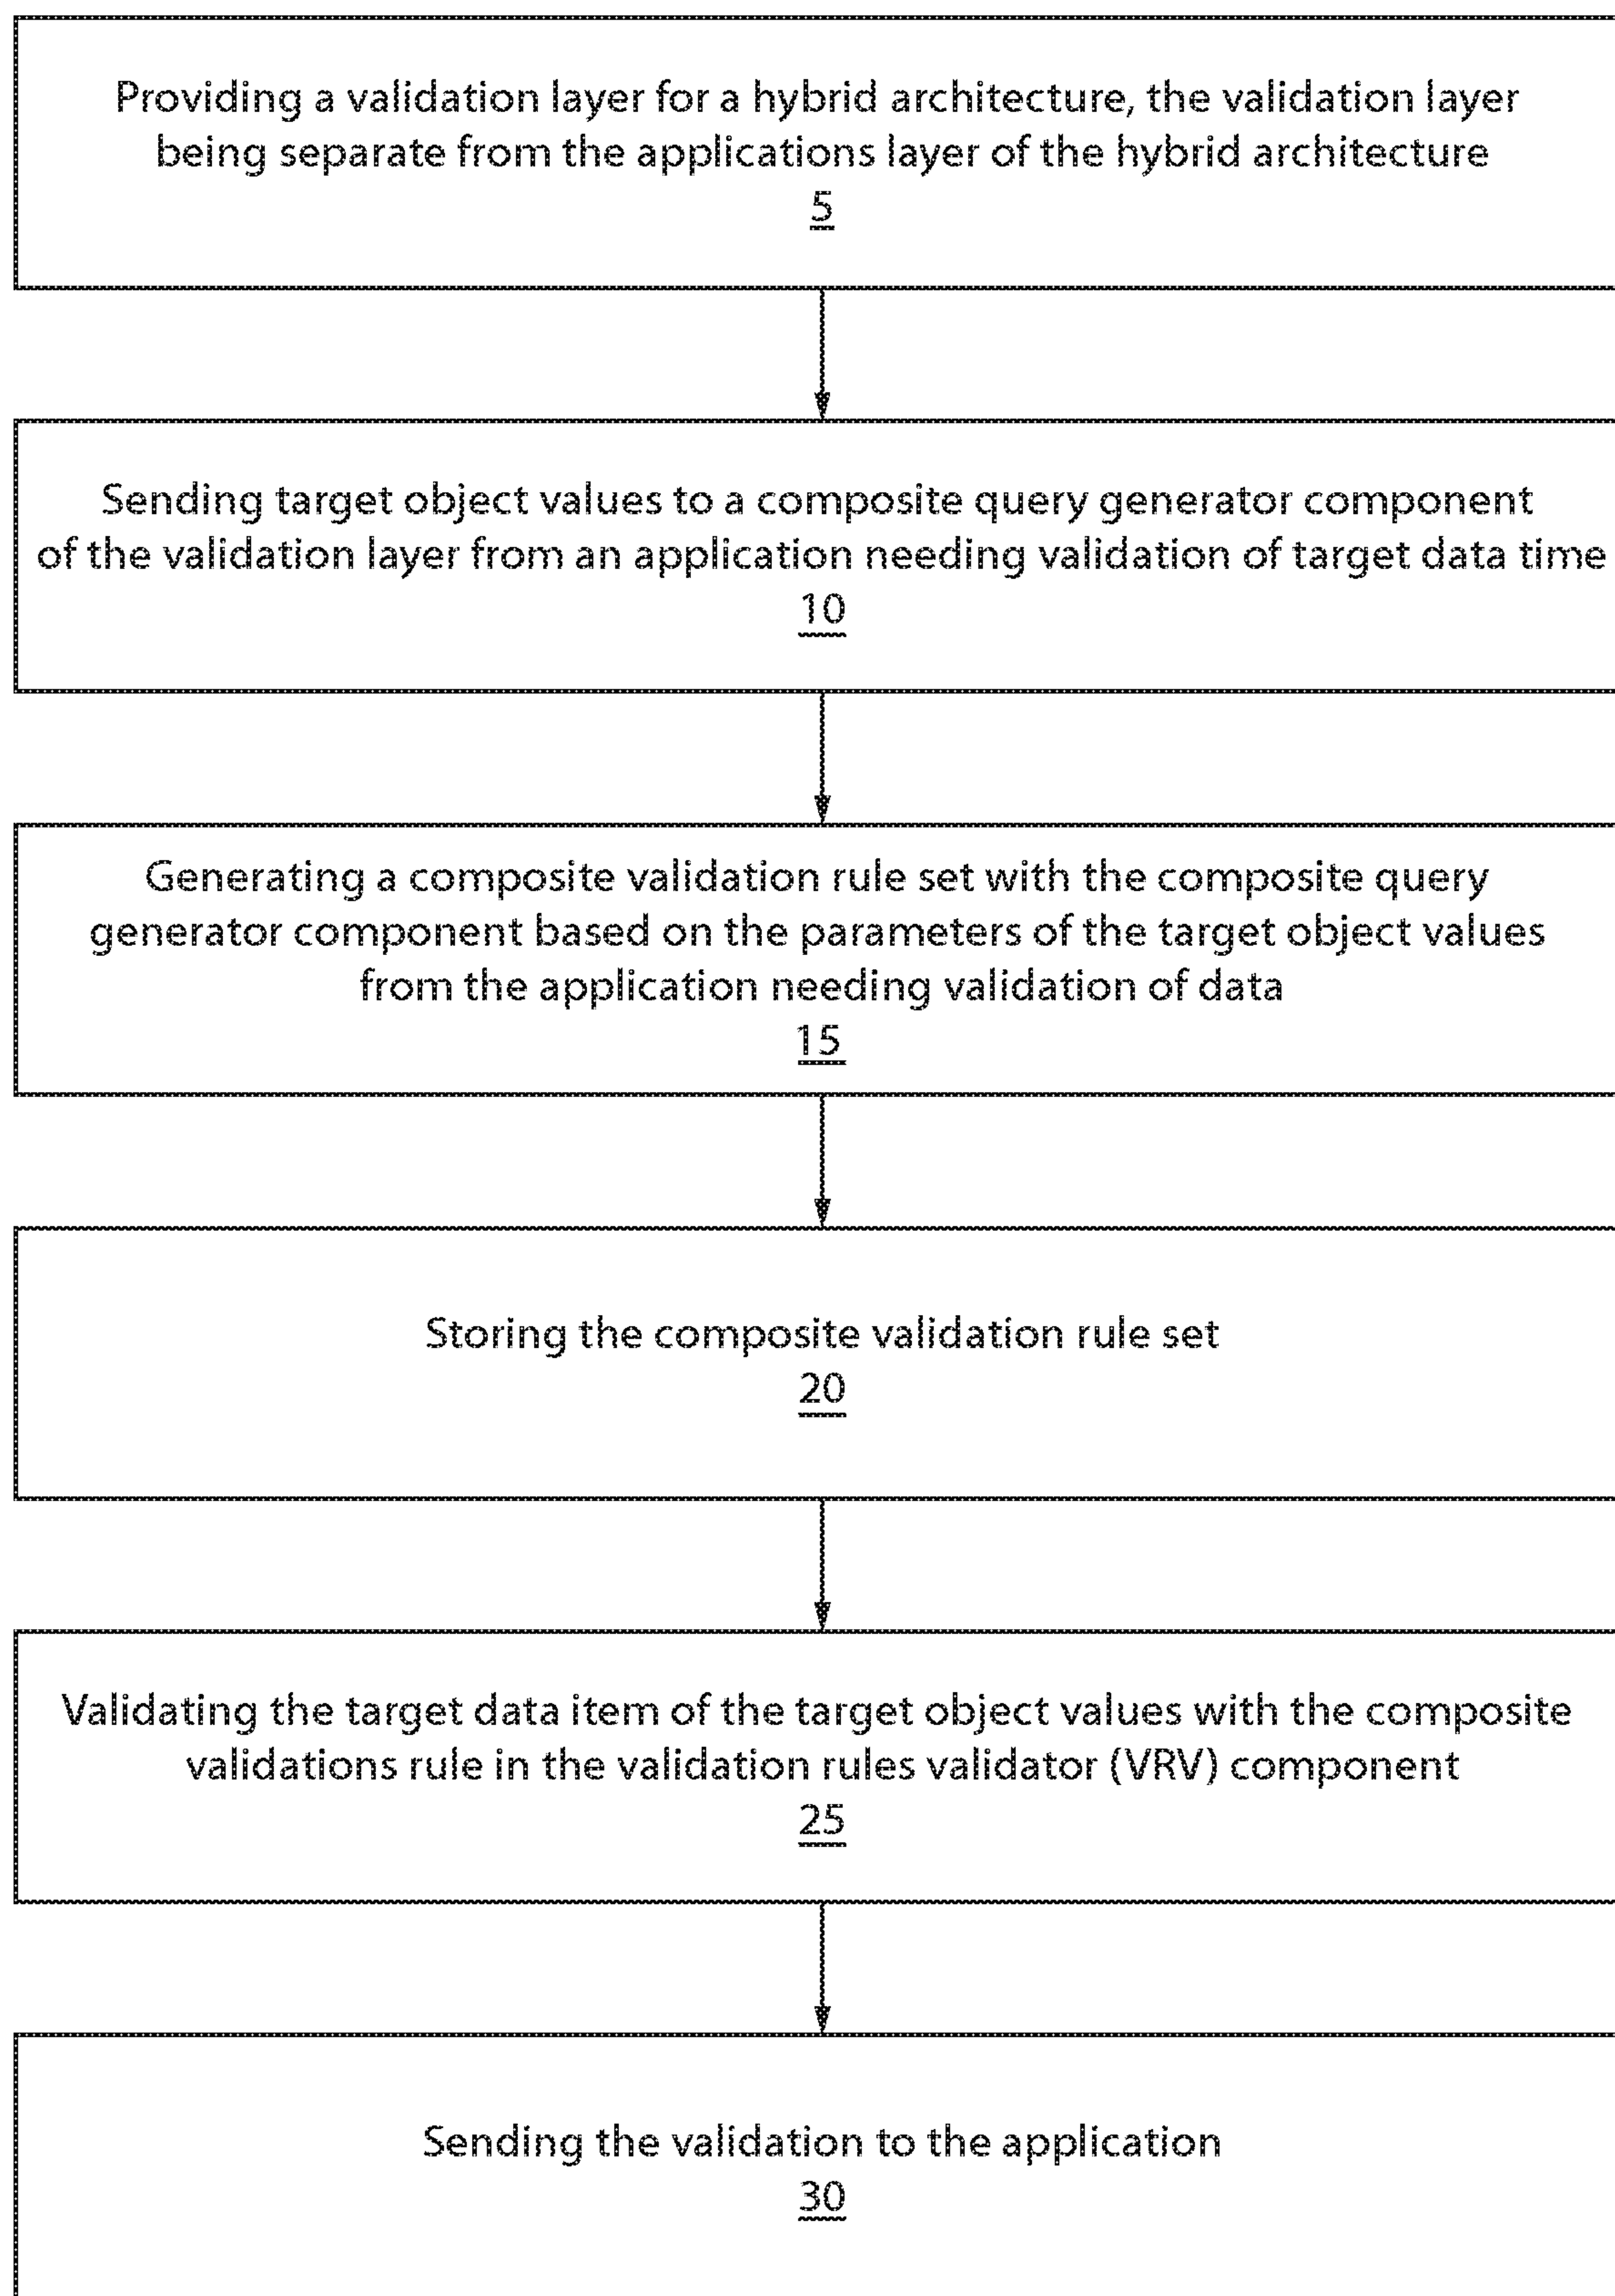 Providing a validation layer for a hybrid architecture, the validation layer
being separate from the applications layer of the hybrid architecture
5
Sending target object values to a composite query generator component
of the validation layer from an application needing validation of target data time
10
Generating a composite validation rule set with the composite query
generator component based on the parameters of the target object values
from the application needing validation of data
15
Storing the composite validation rule set
20
Validating the target data item of the target object values with the composite
validations rule in the validation rules validator (VRV) component
25
Sending the validation to the application
30